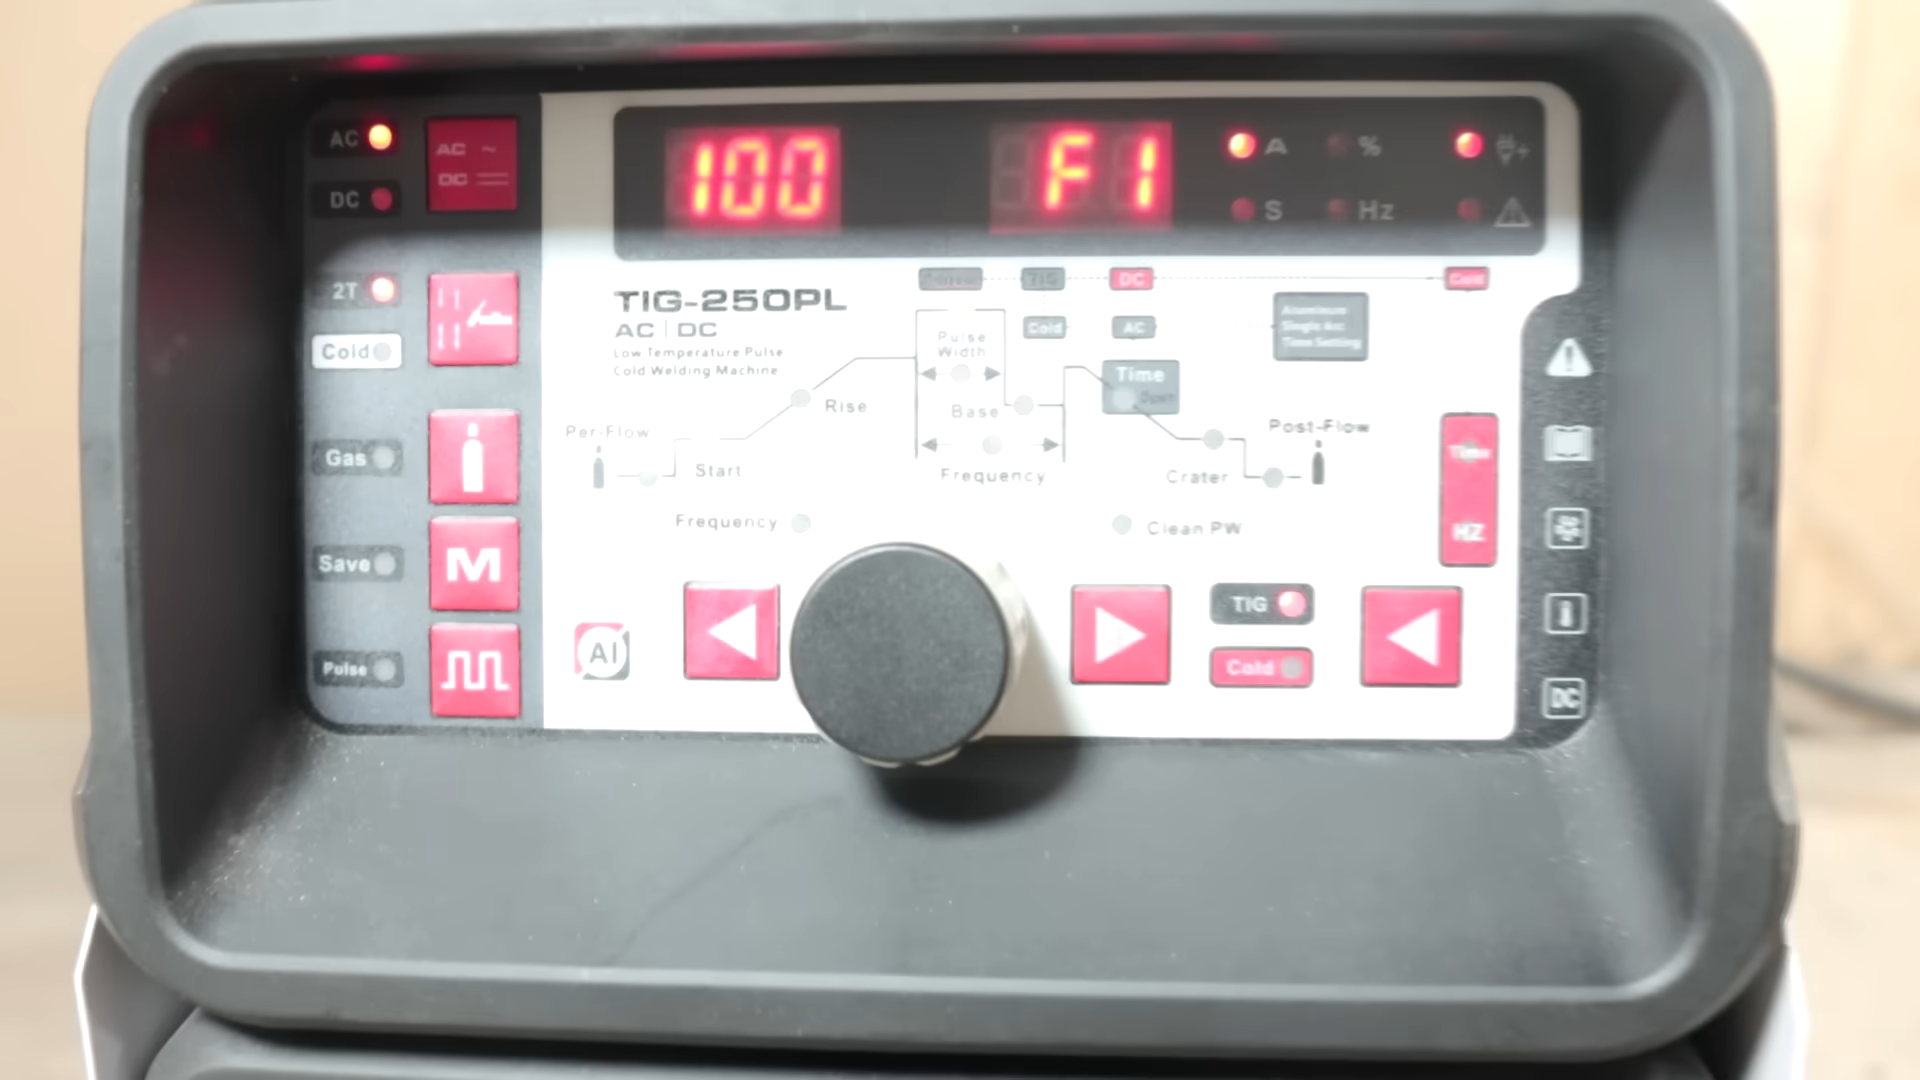 AC
AC
DC
DC
100
F1
A
%
S
Hz
2T
Cold
TIG-250PL
AC | DC
Low Temperature Pulse
Cold Welding Machine
TIG
DC
Cold
Cold
AC
Aluminum
Single Arc
Time Setting
Pulse
Width
Rise
Base
Time
Down
Per-Flow
Start
Frequency
Crater
Post-Flow
Time
HZ
Gas
Frequency
Clean PW
Save
M
TIG
Cold
AI
Pulse
DC